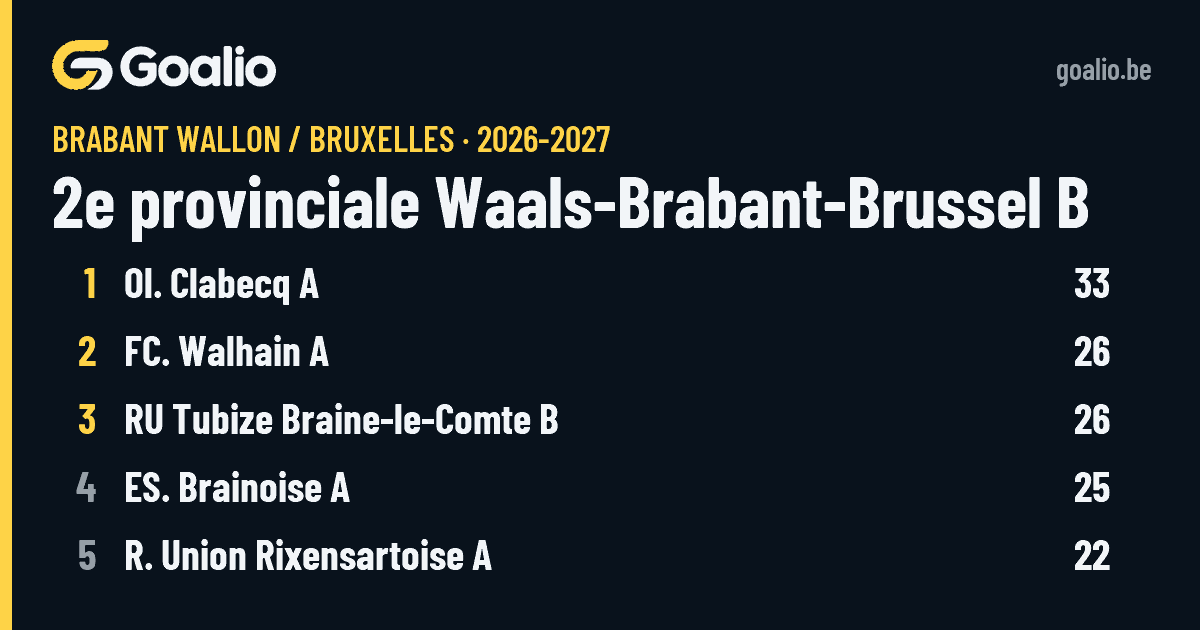 Goalio
goalio.be
BRABANT WALLON / BRUXELLES · 2026-2027
2e provinciale Waals-Brabant-Brussel B
1 Ol. Clabecq A 33
2 FC. Walhain A 26
3 RU Tubize Braine-le-Comte B 26
4 ES. Brainoise A 25
5 R. Union Rixensartoise A 22